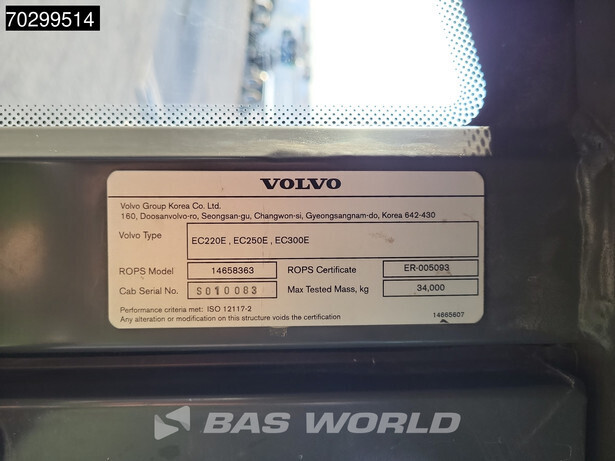 70299514
VOLVO
Volvo Group Korea Co. Ltd.
160, Doosanvolvo-ro, Seongsan-gu, Changwon-si, Gyeongsangnam-do, Korea 642-430
Volvo Type EC220E , EC250E , EC300E
ROPS Model 14658363 ROPS Certificate ER-005093
Cab Serial No. S010083 Max Tested Mass, kg 34,000
Performance criteria met: ISO 12117-2
Any alteration or modification on this structure voids the certification 14665607
BAS WORLD